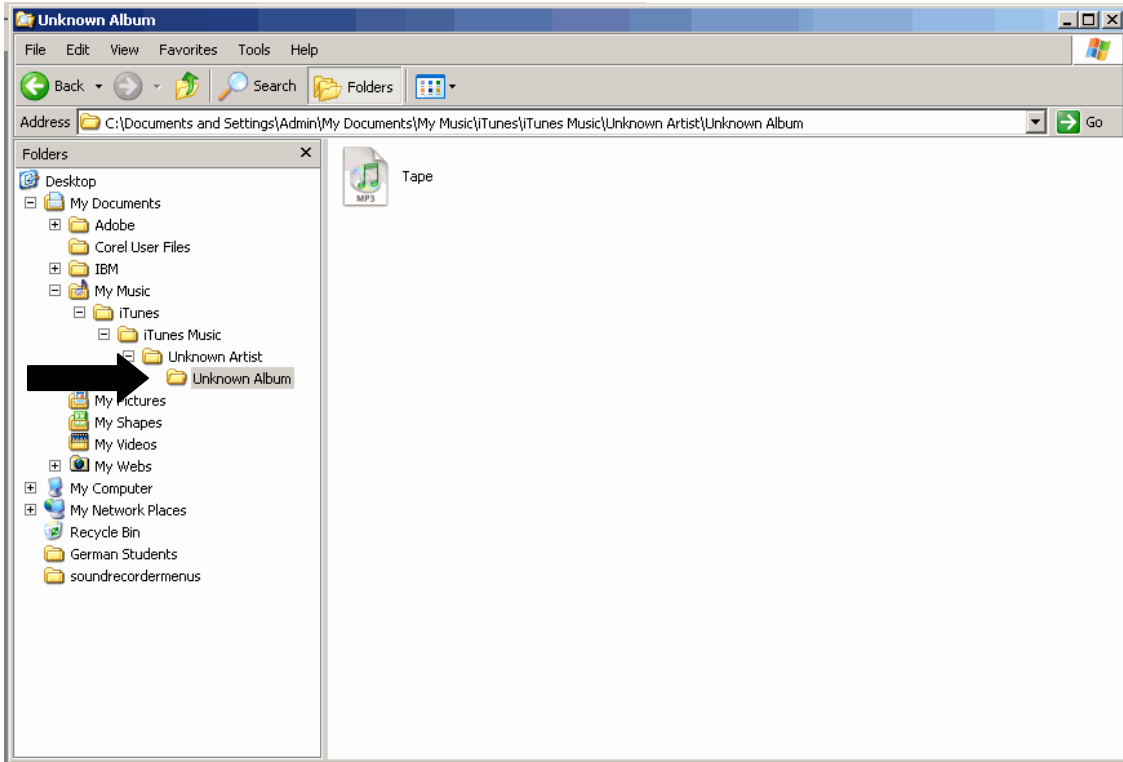 Unknown Album
File Edit View Favorites Tools Help
Back Search Folders
Address C:\Documents and Settings\Admin\My Documents\My Music\iTunes\iTunes Music\Unknown Artist\Unknown Album Go
Folders
Desktop
My Documents
Adobe
Corel User Files
IBM
My Music
iTunes
iTunes Music
Unknown Artist
Unknown Album
My Pictures
My Shapes
My Videos
My Webs
My Computer
My Network Places
Recycle Bin
German Students
soundrecordermenus
Tape
MP3